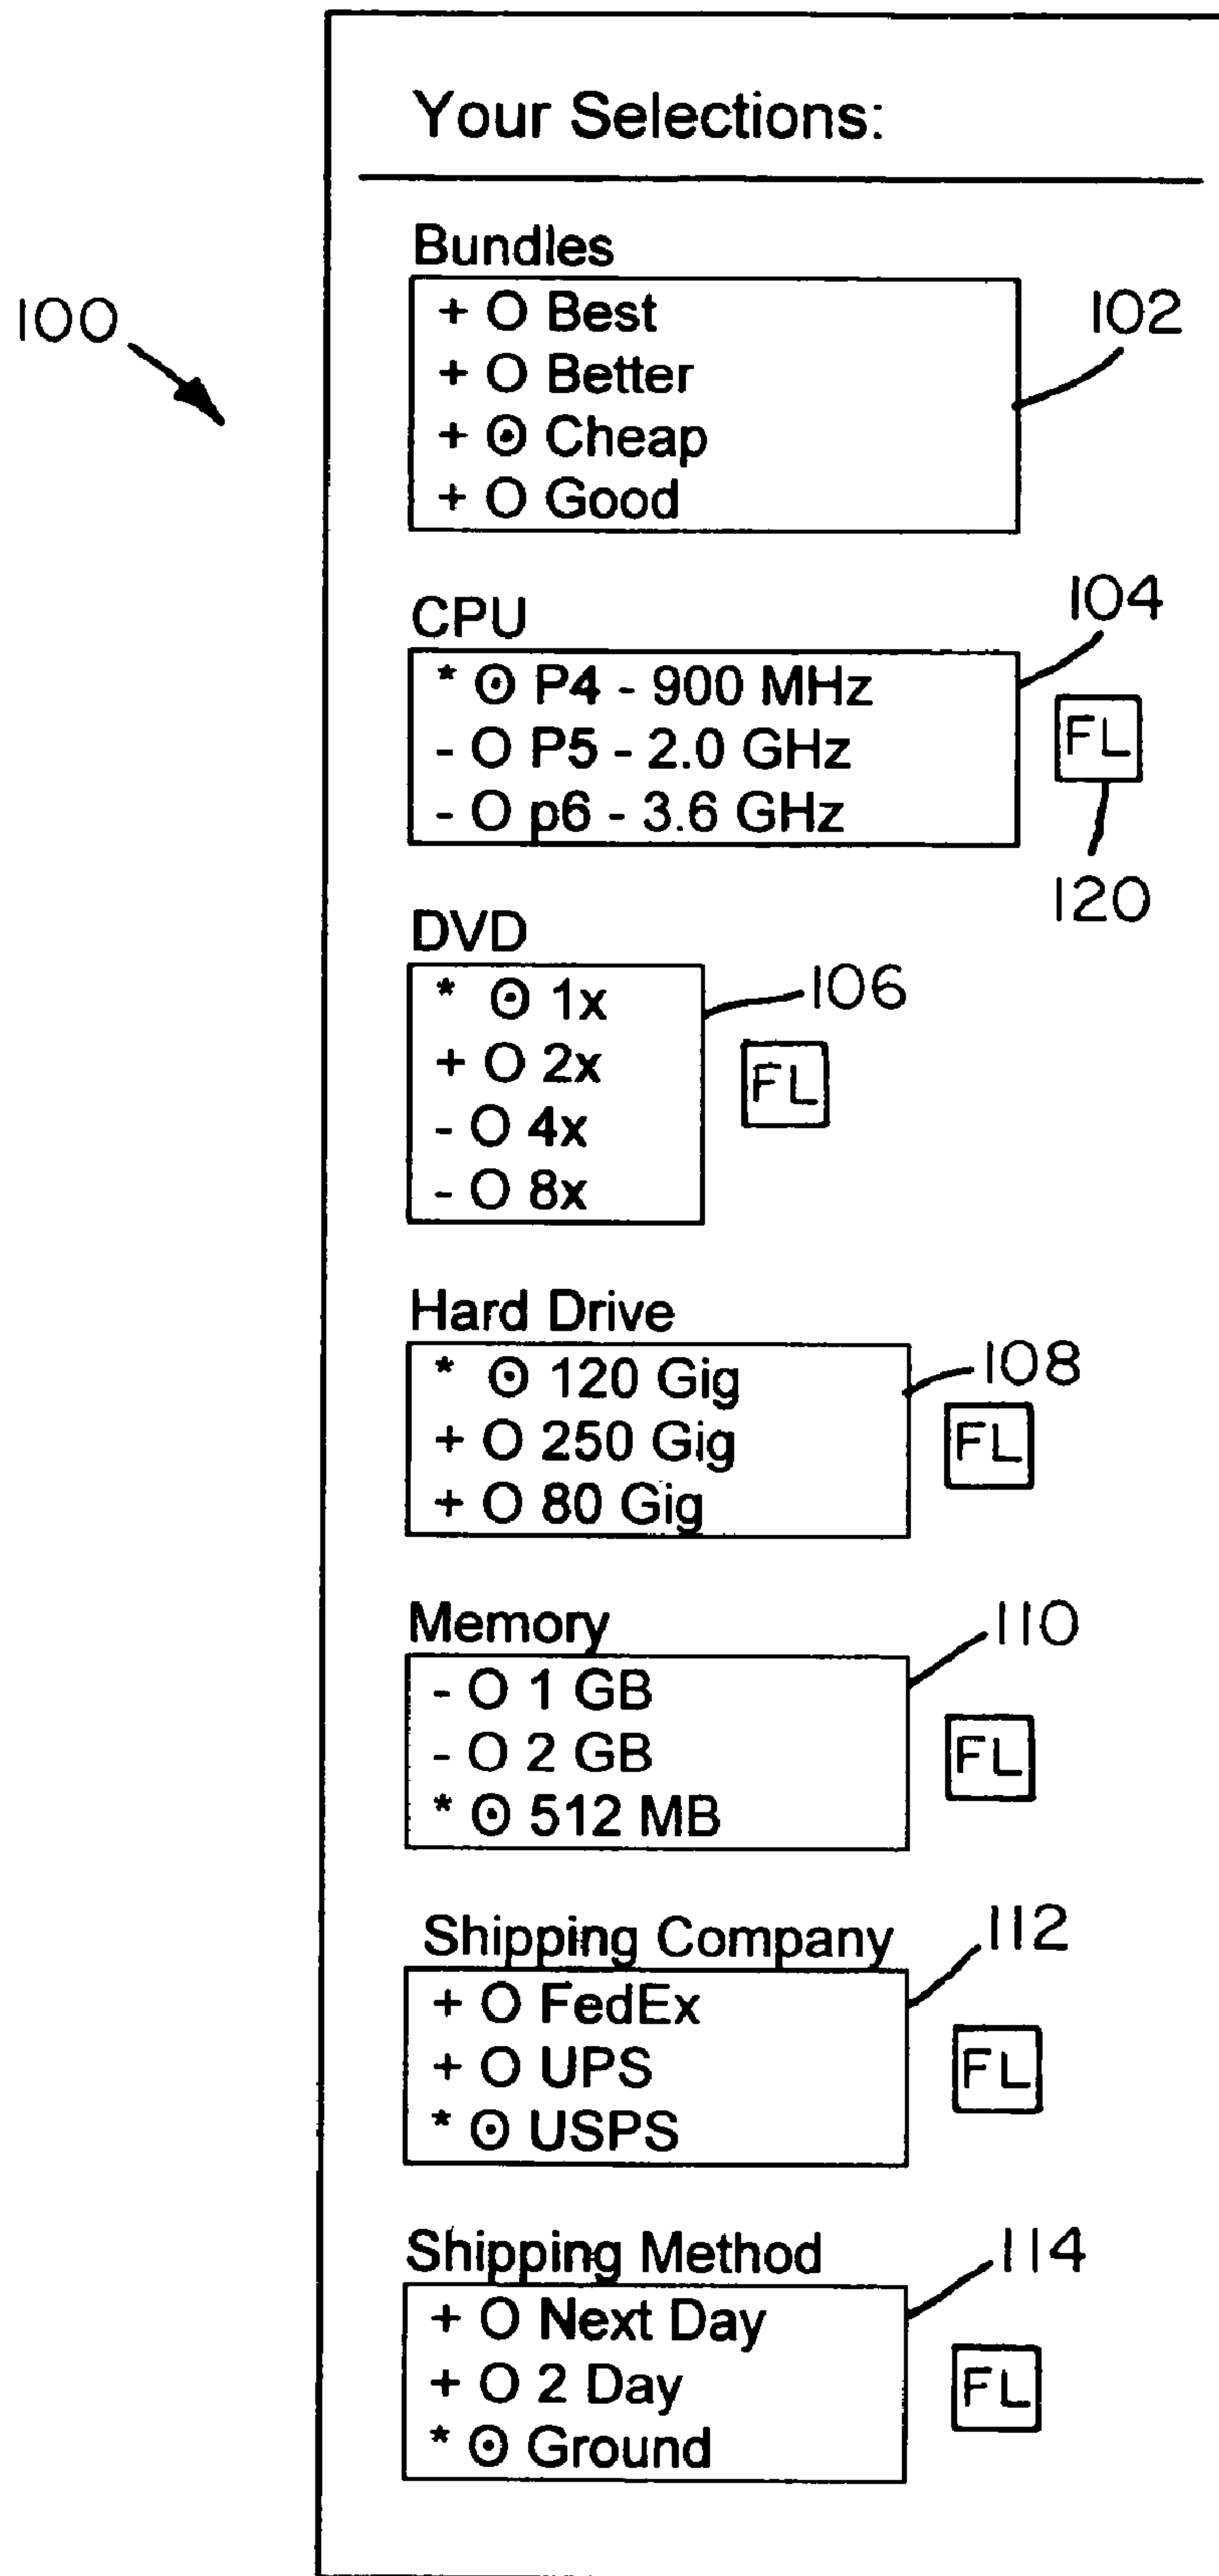 Your Selections:
Bundles
100
+ O Best
102
+ O Better
+ ⊙ Cheap
+ O Good
CPU
104
* ⊙ P4 - 900 MHz
- O P5 - 2.0 GHz
FL
- O p6 - 3.6 GHz
120
DVD
* ⊙ 1x
106
+ O 2x
FL
- O 4x
- O 8x
Hard Drive
* ⊙ 120 Gig
108
+ O 250 Gig
FL
+ O 80 Gig
Memory
110
- O 1 GB
- O 2 GB
FL
* ⊙ 512 MB
Shipping Company
112
+ O FedEx
+ O UPS
FL
* ⊙ USPS
Shipping Method
114
+ O Next Day
+ O 2 Day
FL
* ⊙ Ground